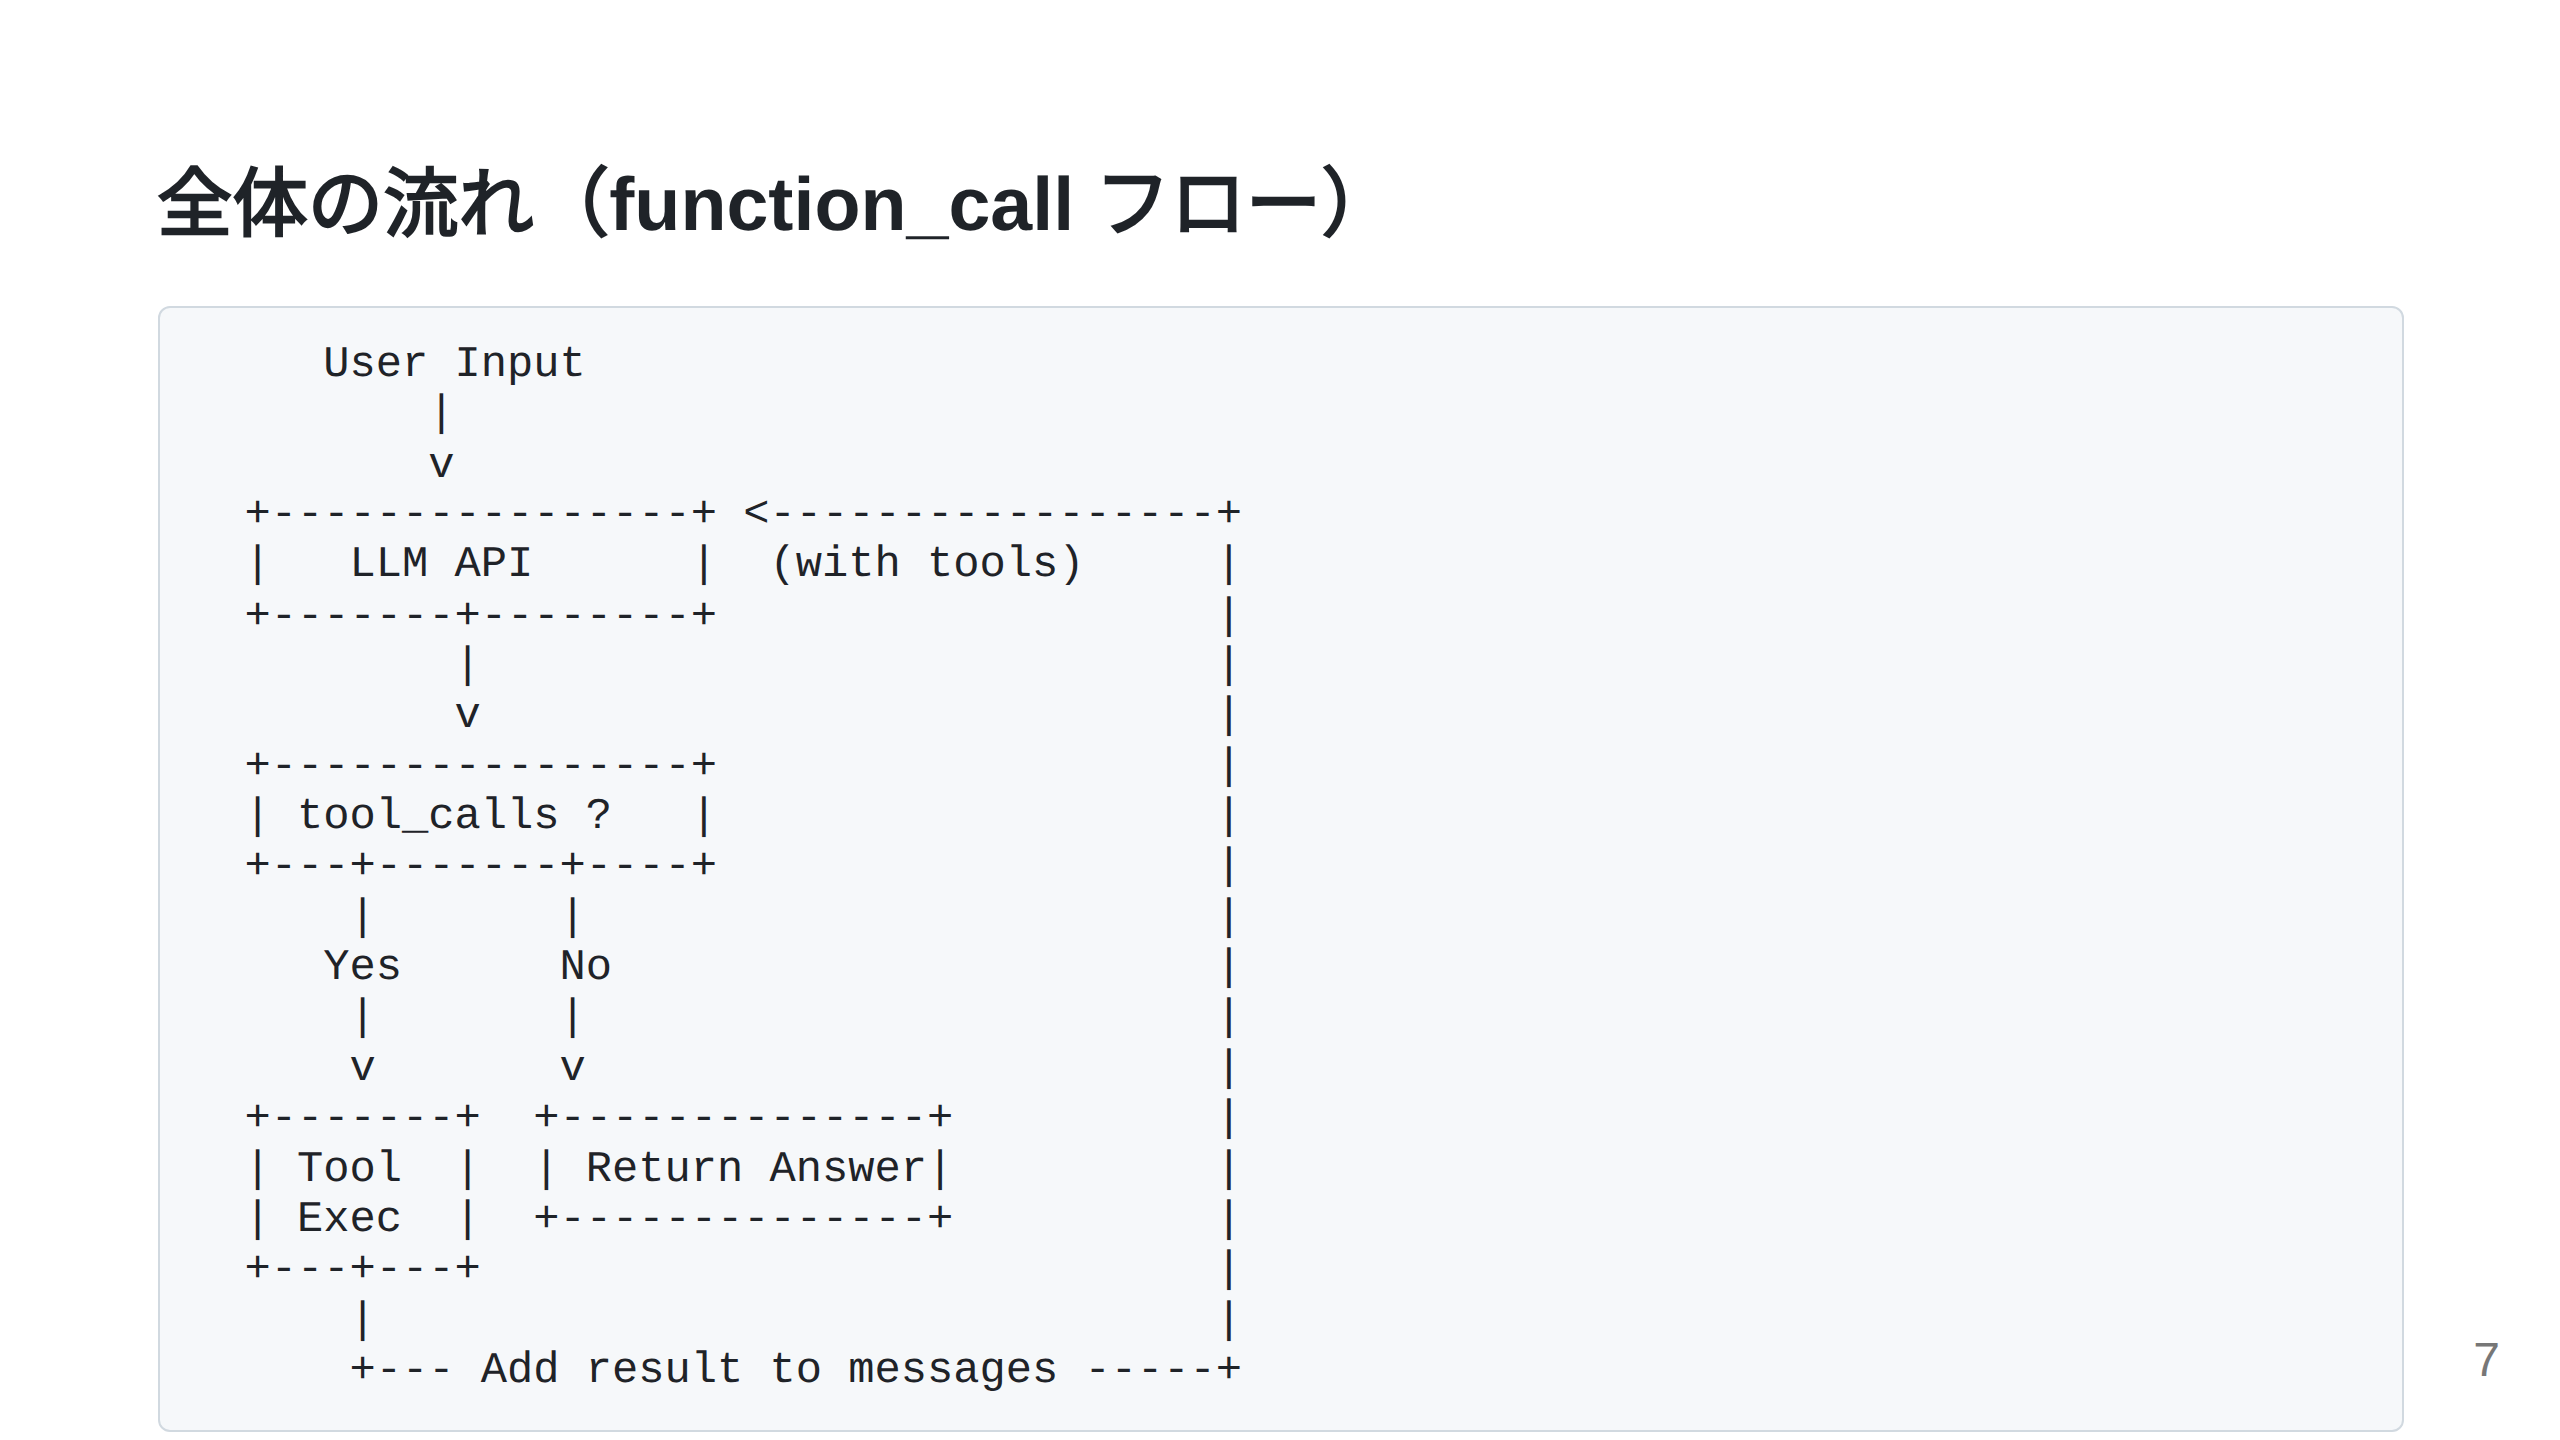 全体の流れ（function_call フロー）
   User Input
       |
       v
+----------------+ <-----------------+
|   LLM API      |  (with tools)     |
+-------+--------+                   |
        |                            |
        v                            |
+----------------+                   |
| tool_calls ?   |                   |
+---+-------+----+                   |
    |       |                        |
   Yes      No                       |
    |       |                        |
    v       v                        |
+-------+  +--------------+          |
| Tool  |  | Return Answer|          |
| Exec  |  +--------------+          |
+---+---+                            |
    |                                |
    +--- Add result to messages -----+
7